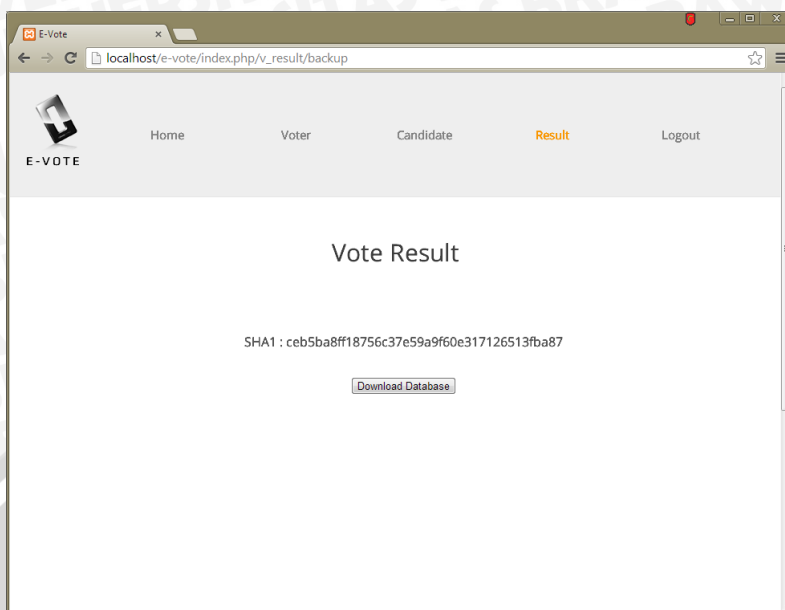 E-Vote
localhost/e-vote/index.php/v_result/backup
E-VOTE
Home
Voter
Candidate
Result
Logout
Vote Result
SHA1 : ceb5ba8ff18756c37e59a9f60e317126513fba87
Download Database